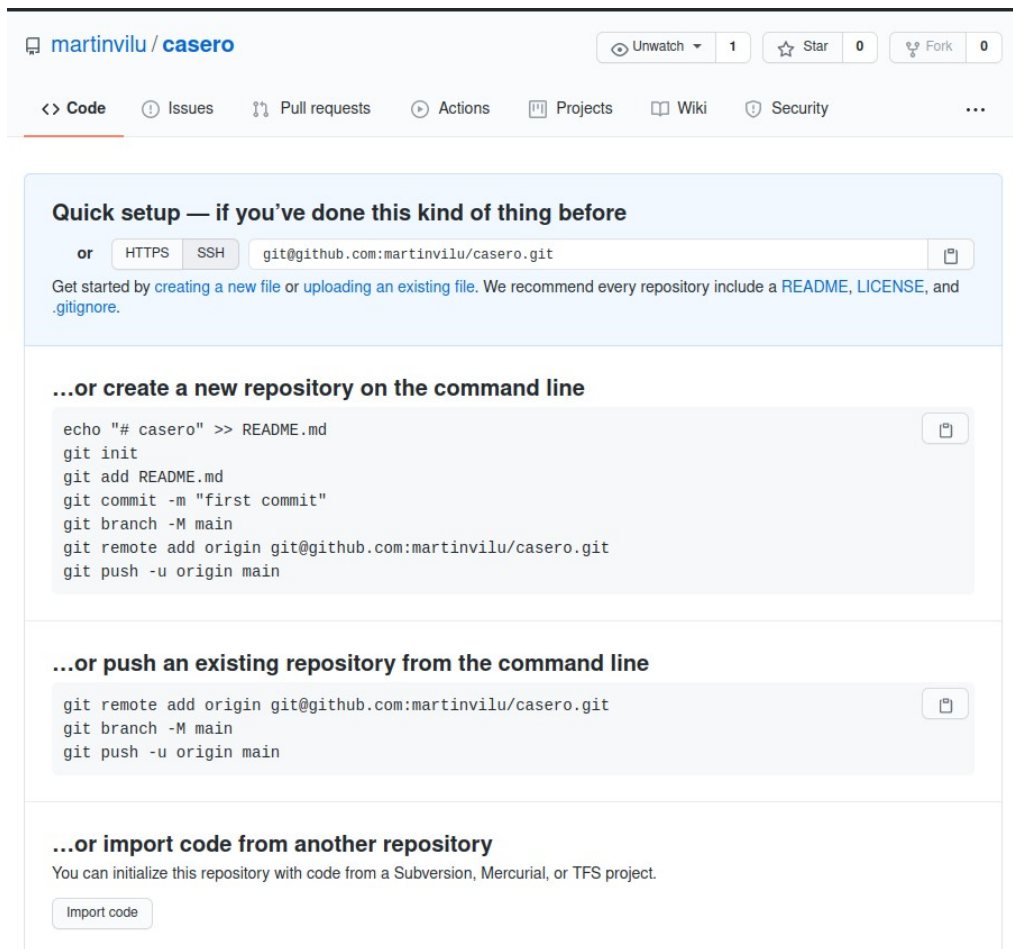 martinvilu / casero
Unwatch 1 Star 0 Fork 0
Code Issues Pull requests Actions Projects Wiki Security ...
Quick setup — if you’ve done this kind of thing before
or HTTPS SSH git@github.com:martinvilu/casero.git
Get started by creating a new file or uploading an existing file. We recommend every repository include a README, LICENSE, and
.gitignore.
…or create a new repository on the command line
echo "# casero" >> README.md
git init
git add README.md
git commit -m "first commit"
git branch -M main
git remote add origin git@github.com:martinvilu/casero.git
git push -u origin main
…or push an existing repository from the command line
git remote add origin git@github.com:martinvilu/casero.git
git branch -M main
git push -u origin main
…or import code from another repository
You can initialize this repository with code from a Subversion, Mercurial, or TFS project.
Import code